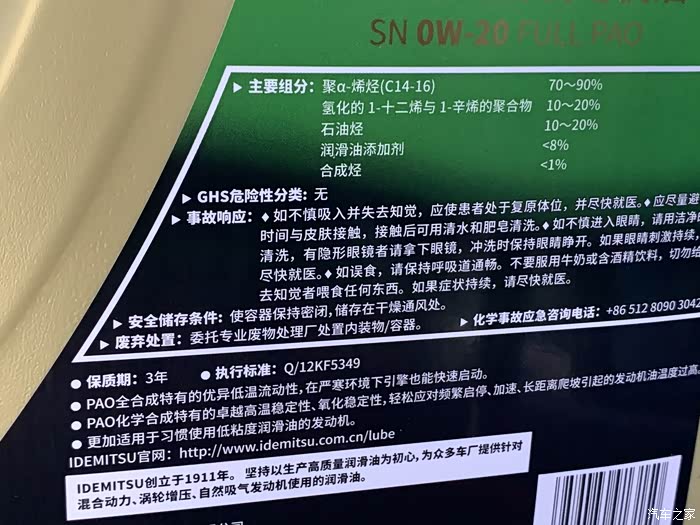 SN 0W-20 FULL PAO
▶ 主要组分: 聚α-烯烃(C14-16) 70～90%
氢化的 1-十二烯与 1-辛烯的聚合物 10～20%
石油烃 10～20%
润滑油添加剂 <8%
合成烃 <1%
▶ GHS危险性分类: 无
▶ 事故响应: ♦如不慎吸入并失去知觉，应使患者处于复原体位，并尽快就医。♦应尽量避
时间与皮肤接触，接触后可用清水和肥皂清洗。♦如不慎进入眼睛，请用洁净的
清洗，有隐形眼镜者请拿下眼镜，冲洗时保持眼睛睁开。如果眼睛刺激持续，
尽快就医。♦如误食，请保持呼吸道通畅。不要服用牛奶或含酒精饮料，切勿给
去知觉者喂食任何东西。如果症状持续，请尽快就医。
▶ 安全储存条件: 使容器保持密闭,储存在干燥通风处。
▶ 废弃处置: 委托专业废物处理厂处置内装物/容器。
▶ 化学事故应急咨询电话: +86 512 8090 3042
● 保质期: 3年 ● 执行标准: Q/12KF5349
● PAO全合成特有的优异低温流动性,在严寒环境下引擎也能快速启动。
● PAO化学合成特有的卓越高温稳定性、氧化稳定性,轻松应对频繁启停、加速、长距离爬坡引起的发动机油温度过高。
● 更加适用于习惯使用低粘度润滑油的发动机。
IDEMITSU官网: http://www.idemitsu.com.cn/lube
IDEMITSU创立于1911年。坚持以生产高质量润滑油为初心,为众多车厂提供针对
混合动力、涡轮增压、自然吸气发动机使用的润滑油。
汽车之家